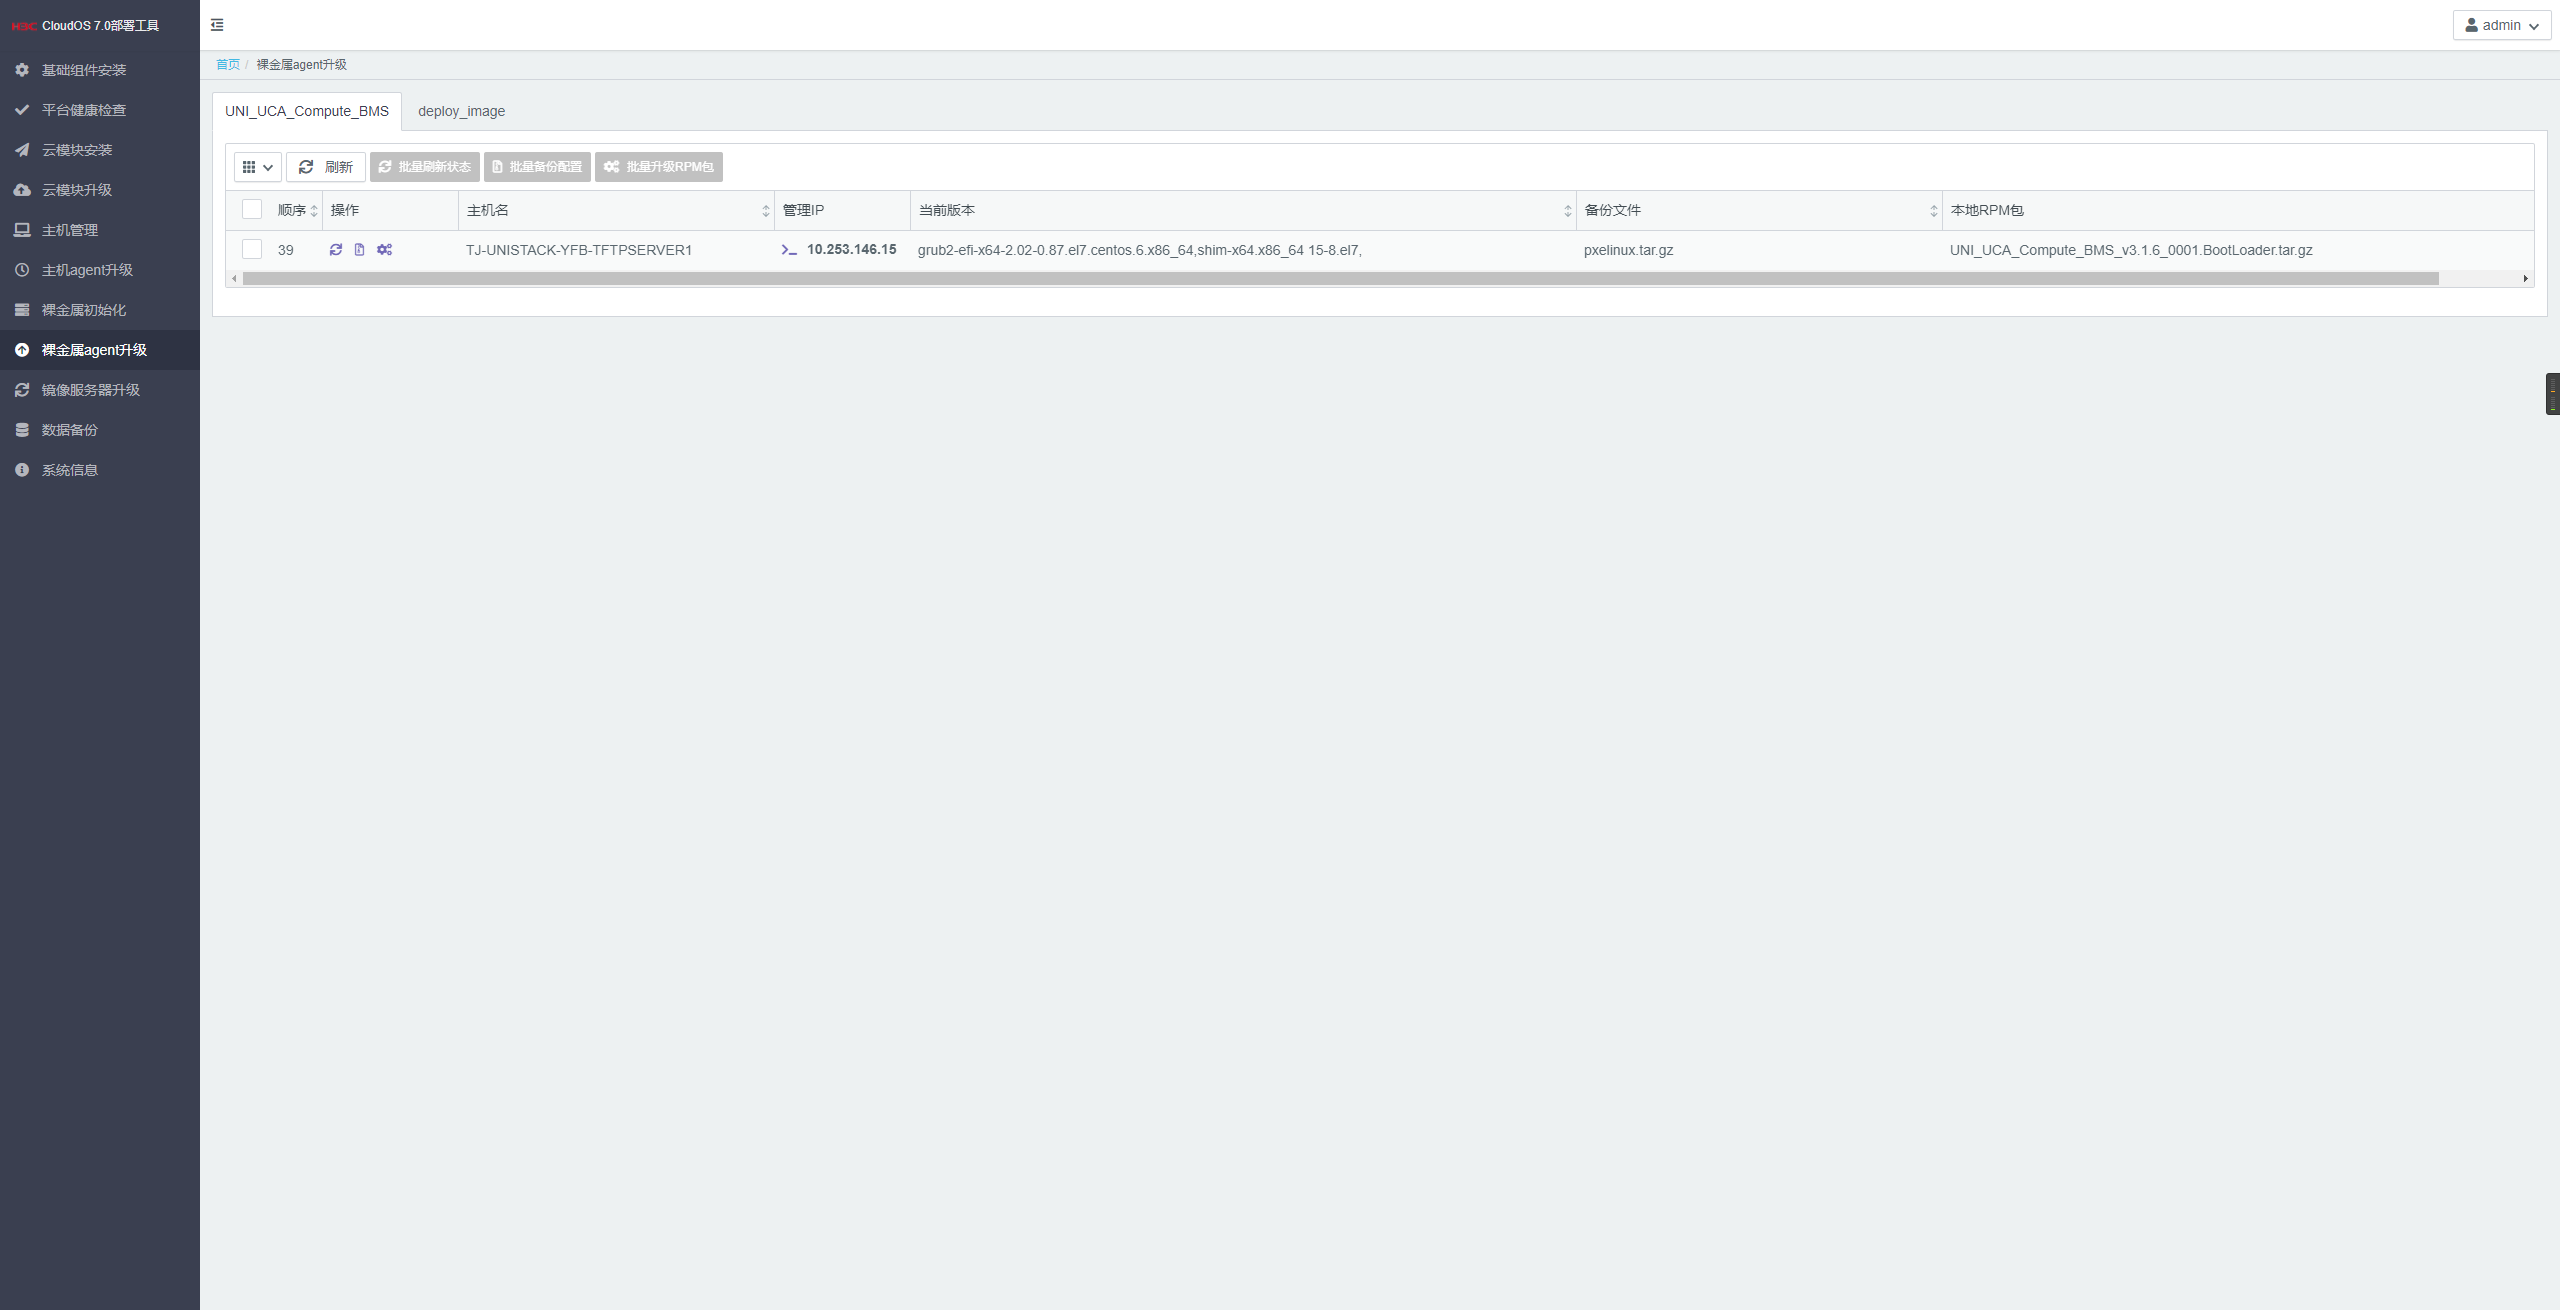 H3C CloudOS 7.0部署工具
admin
基础组件安装
平台健康检查
云模块安装
云模块升级
主机管理
主机agent升级
裸金属初始化
裸金属agent升级
镜像服务器升级
数据备份
系统信息
首页 / 裸金属agent升级
UNI_UCA_Compute_BMS deploy_image
刷新 批量刷新状态 批量备份配置 批量升级RPM包
顺序 操作 主机名 管理IP 当前版本 备份文件 本地RPM包
39 TJ-UNISTACK-YFB-TFTPSERVER1 10.253.146.15 grub2-efi-x64-2.02-0.87.el7.centos.6.x86_64,shim-x64.x86_64 15-8.el7, pxelinux.tar.gz UNI_UCA_Compute_BMS_v3.1.6_0001.BootLoader.tar.gz